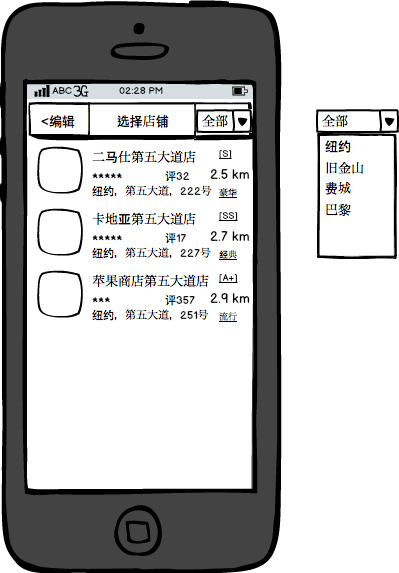 ABC 3G 02:28 PM
<编辑 选择店铺 全部
二马仕第五大道店 [S]
***** 评32 2.5 km
纽约，第五大道，222号 豪华
卡地亚第五大道店 [SS]
***** 评17 2.7 km
纽约，第五大道，227号 经典
苹果商店第五大道店 [A+]
*** 评357 2.9 km
纽约，第五大道，251号 流行
全部
纽约
旧金山
费城
巴黎